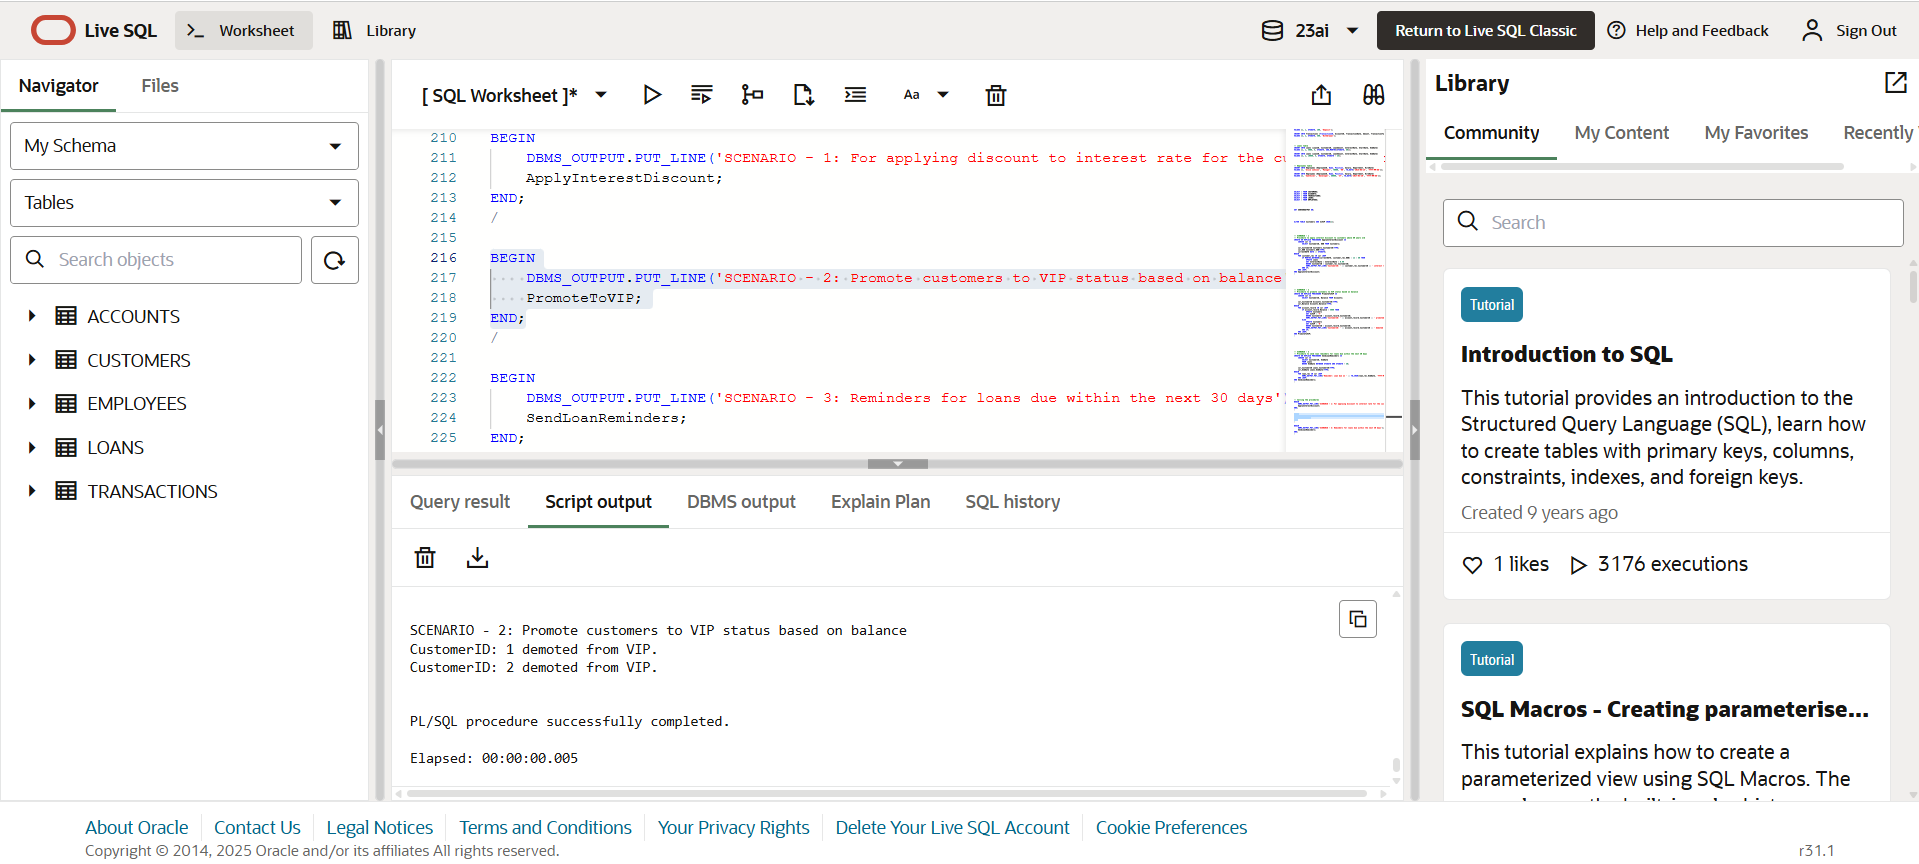 Live SQL
Worksheet
Library
23ai
Return to Live SQL Classic
Help and Feedback
Sign Out
Navigator
Files
My Schema
Tables
Search objects
ACCOUNTS
CUSTOMERS
EMPLOYEES
LOANS
TRANSACTIONS
[ SQL Worksheet ]*
Aa
210 BEGIN
211 DBMS_OUTPUT.PUT_LINE('SCENARIO - 1: For applying discount to interest rate for the cu
212 ApplyInterestDiscount;
213 END;
214 /
215
216 BEGIN
217 DBMS_OUTPUT.PUT_LINE('SCENARIO - 2: Promote customers to VIP status based on balance
218 PromoteToVIP;
219 END;
220 /
221
222 BEGIN
223 DBMS_OUTPUT.PUT_LINE('SCENARIO - 3: Reminders for loans due within the next 30 days'
224 SendLoanReminders;
225 END;
Query result
Script output
DBMS output
Explain Plan
SQL history
SCENARIO - 2: Promote customers to VIP status based on balance
CustomerID: 1 demoted from VIP.
CustomerID: 2 demoted from VIP.
PL/SQL procedure successfully completed.
Elapsed: 00:00:00.005
Library
Community
My Content
My Favorites
Recently
Search
Tutorial
Introduction to SQL
This tutorial provides an introduction to the
Structured Query Language (SQL), learn how
to create tables with primary keys, columns,
constraints, indexes, and foreign keys.
Created 9 years ago
1 likes
3176 executions
Tutorial
SQL Macros - Creating parameterise...
This tutorial explains how to create a
parameterized view using SQL Macros. The
About Oracle
Contact Us
Legal Notices
Terms and Conditions
Your Privacy Rights
Delete Your Live SQL Account
Cookie Preferences
Copyright © 2014, 2025 Oracle and/or its affiliates All rights reserved.
r31.1